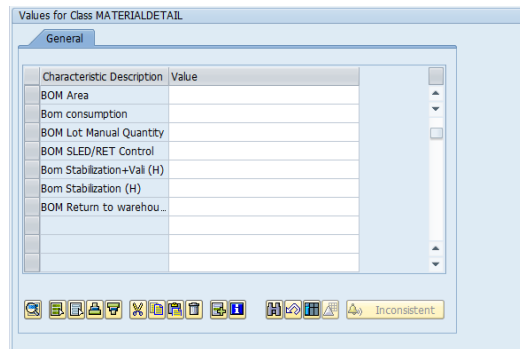 Values for Class MATERIALDETAIL
General
Characteristic Description Value
BOM Area
Bom consumption
BOM Lot Manual Quantity
BOM SLED/RET Control
Bom Stabilization+Vali (H)
Bom Stabilization (H)
BOM Return to warehou...
Inconsistent